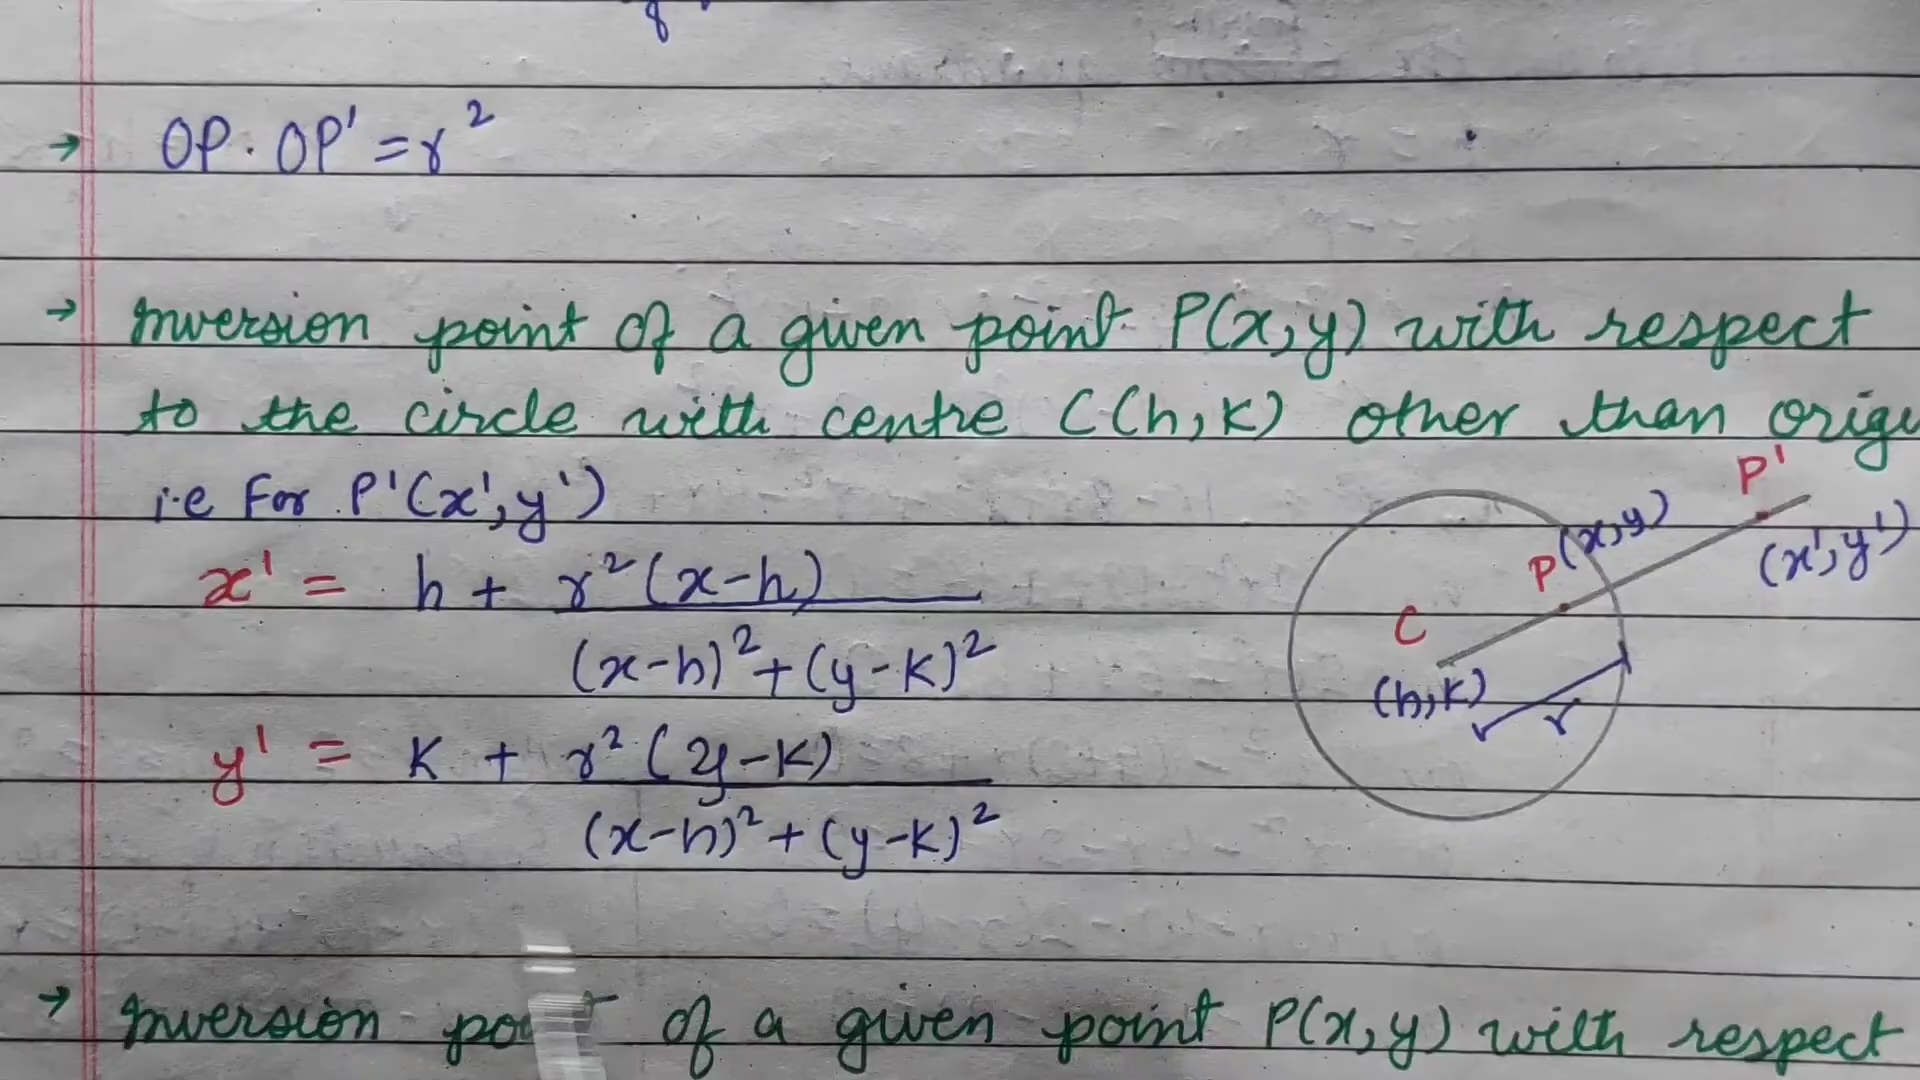 → OP · OP' = r²
→ Inversion point of a given point P(x,y) with respect
to the circle with centre C(h,K) other than
i.e For P'(x',y')
x' = h + r²(x-h)
(x-h)²+(y-K)²
y' = K + r²(y-K)
(x-h)²+(y-K)²
P'
(x',y')
P(x,y)
C
(h,K)
r
→ Inversion of a given point P(x,y) with respect